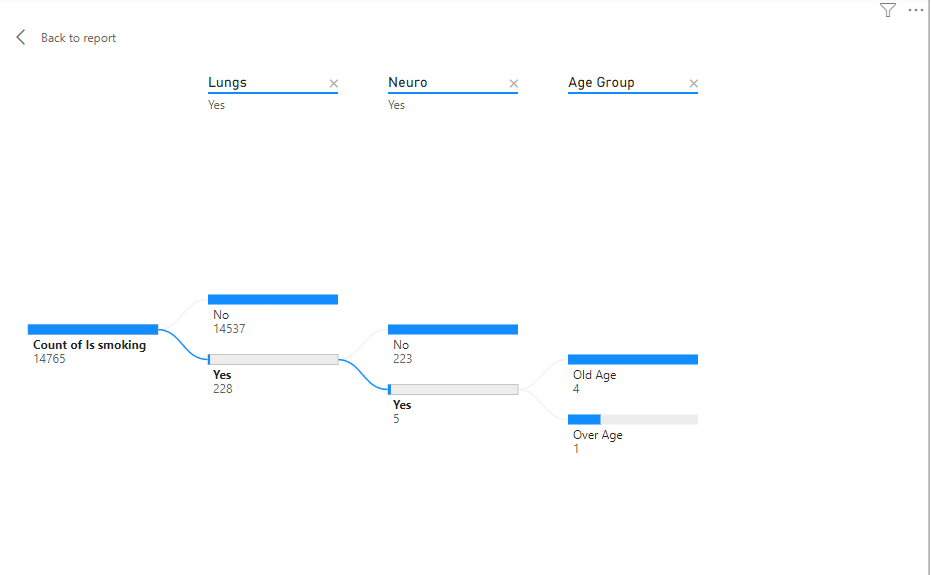 Back to report
Lungs
Yes
Neuro
Yes
Age Group
Count of Is smoking
14765
No
14537
Yes
228
No
223
Yes
5
Old Age
4
Over Age
1